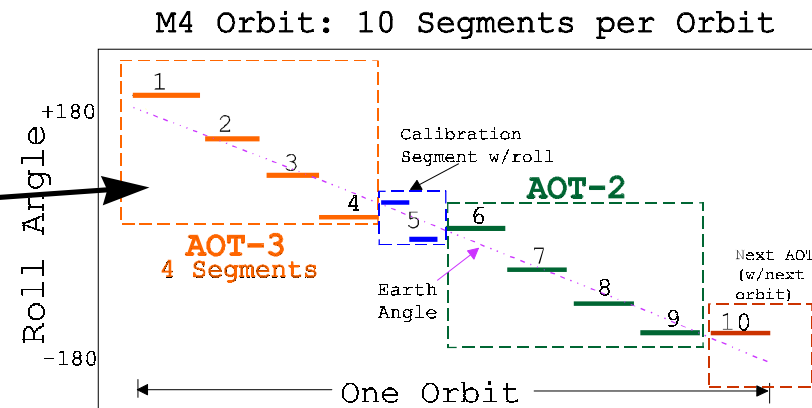 M4 Orbit: 10 Segments per Orbit
+180
Roll Angle
-180
1
2
3
4
AOT-3
4 Segments
Calibration
Segment w/roll
5
AOT-2
6
7
8
9
Earth
Angle
Next AOT
(w/next
orbit)
10
One Orbit